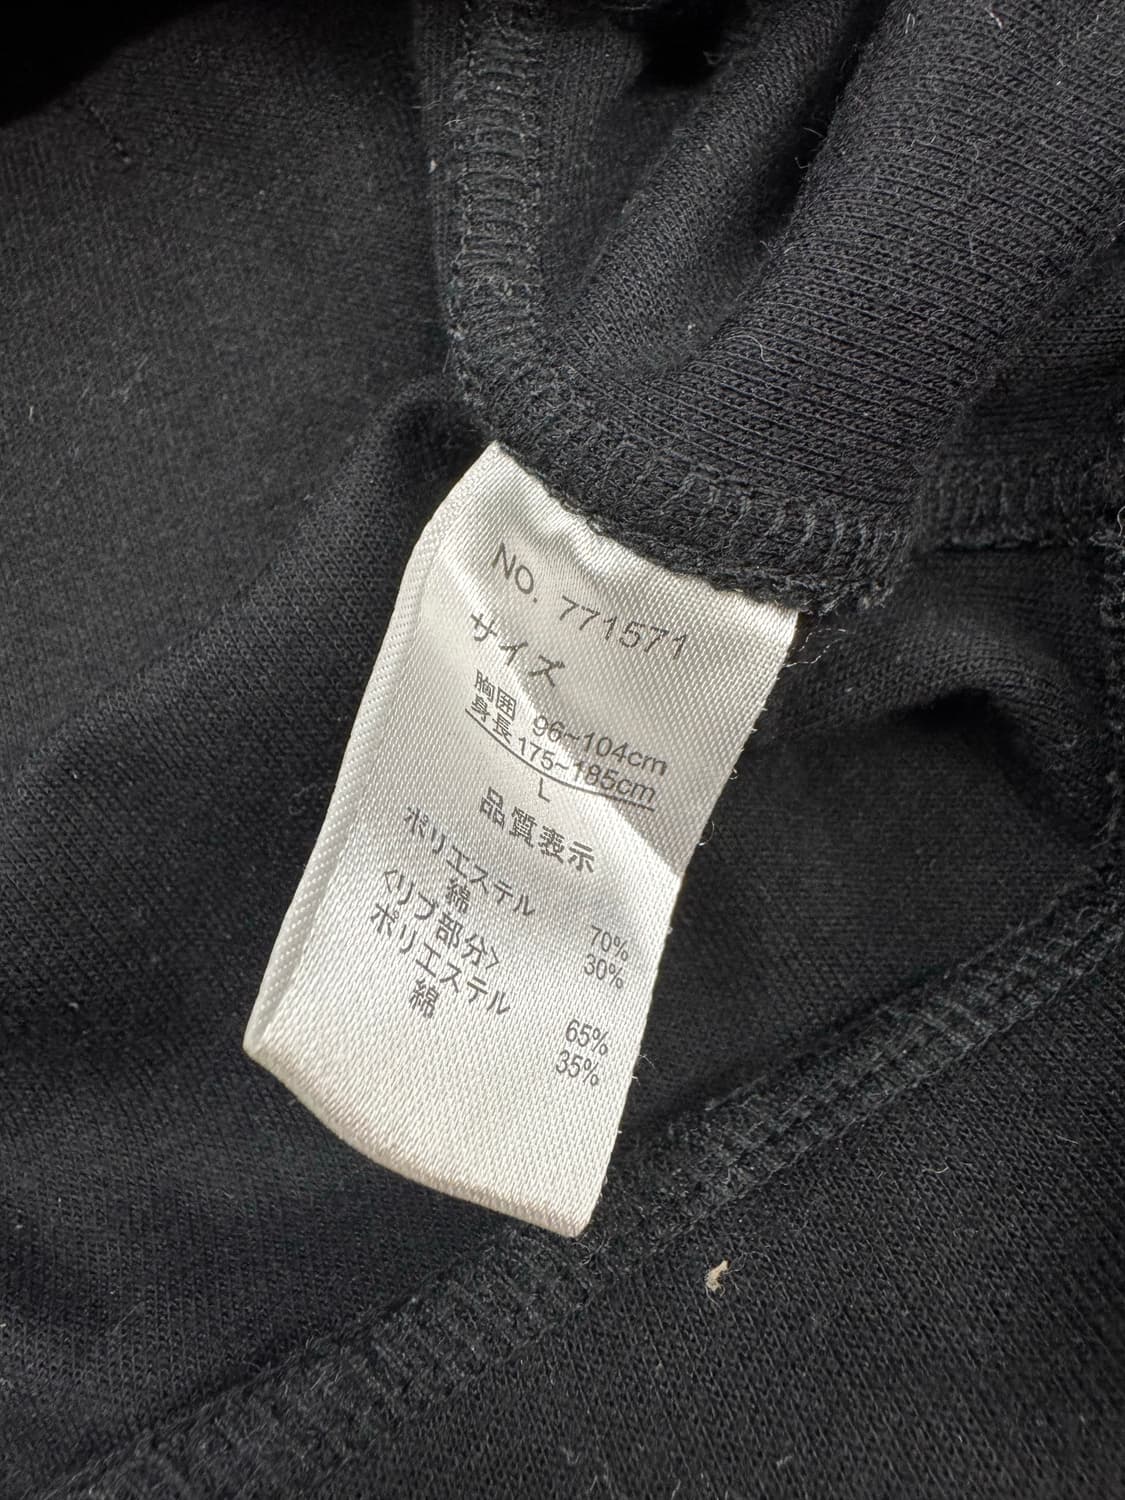 NO. 771571
サイズ
胸囲 96~104cm
身長 175~185cm
L
品質表示
ポリエステル 70%
綿 30%
〈リブ部分〉
ポリエステル 65%
綿 35%